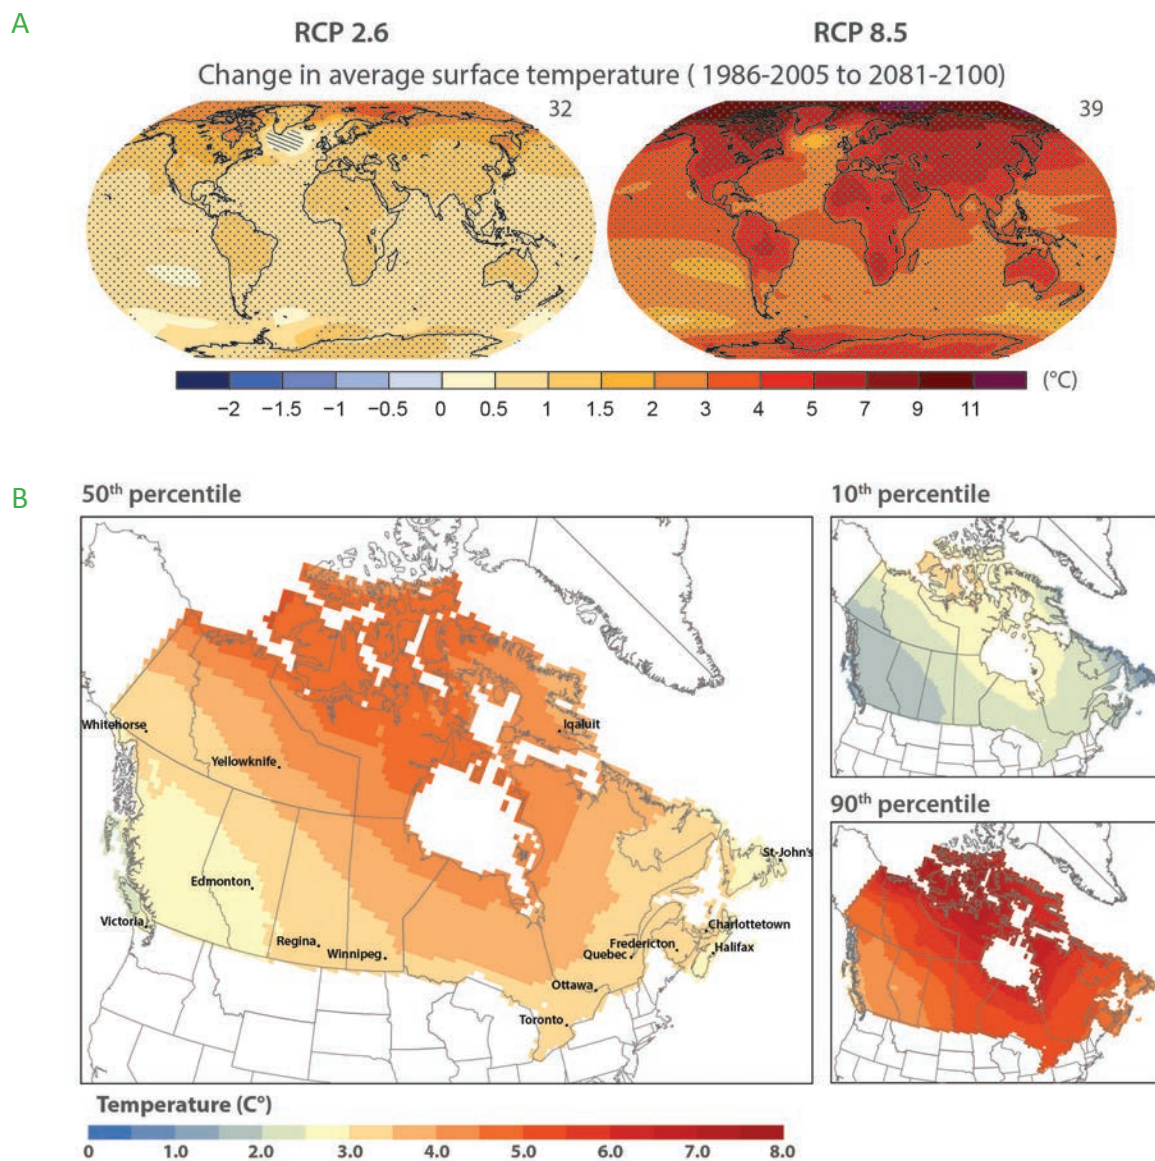 A
RCP 2.6
RCP 8.5
Change in average surface temperature ( 1986-2005 to 2081-2100)
32
39
(°C)
−2 −1.5 −1 −0.5 0 0.5 1 1.5 2 3 4 5 7 9 11
B
50th percentile
10th percentile
Whitehorse
Yellowknife
Iqaluit
90th percentile
St-John's
Edmonton
Victoria
Charlottetown
Regina
Fredericton
Halifax
Winnipeg
Quebec
Ottawa
Toronto
Temperature (C°)
0 1.0 2.0 3.0 4.0 5.0 6.0 7.0 8.0